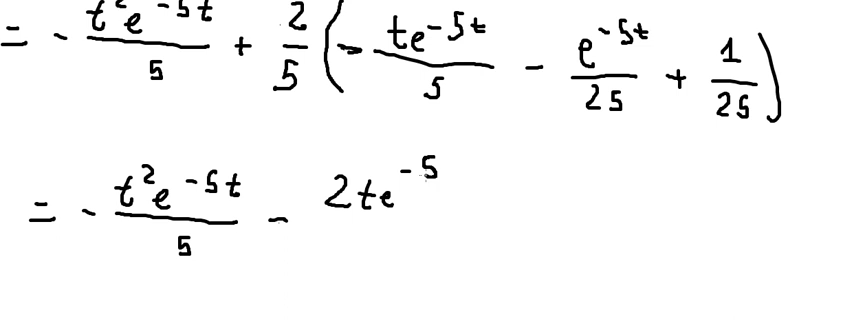 = - t²e^-5t / 5 + 2/5 ( - te^-5t / 5 - e^-5t / 25 + 1/25 )
= - t²e^-5t / 5 - 2te^-5